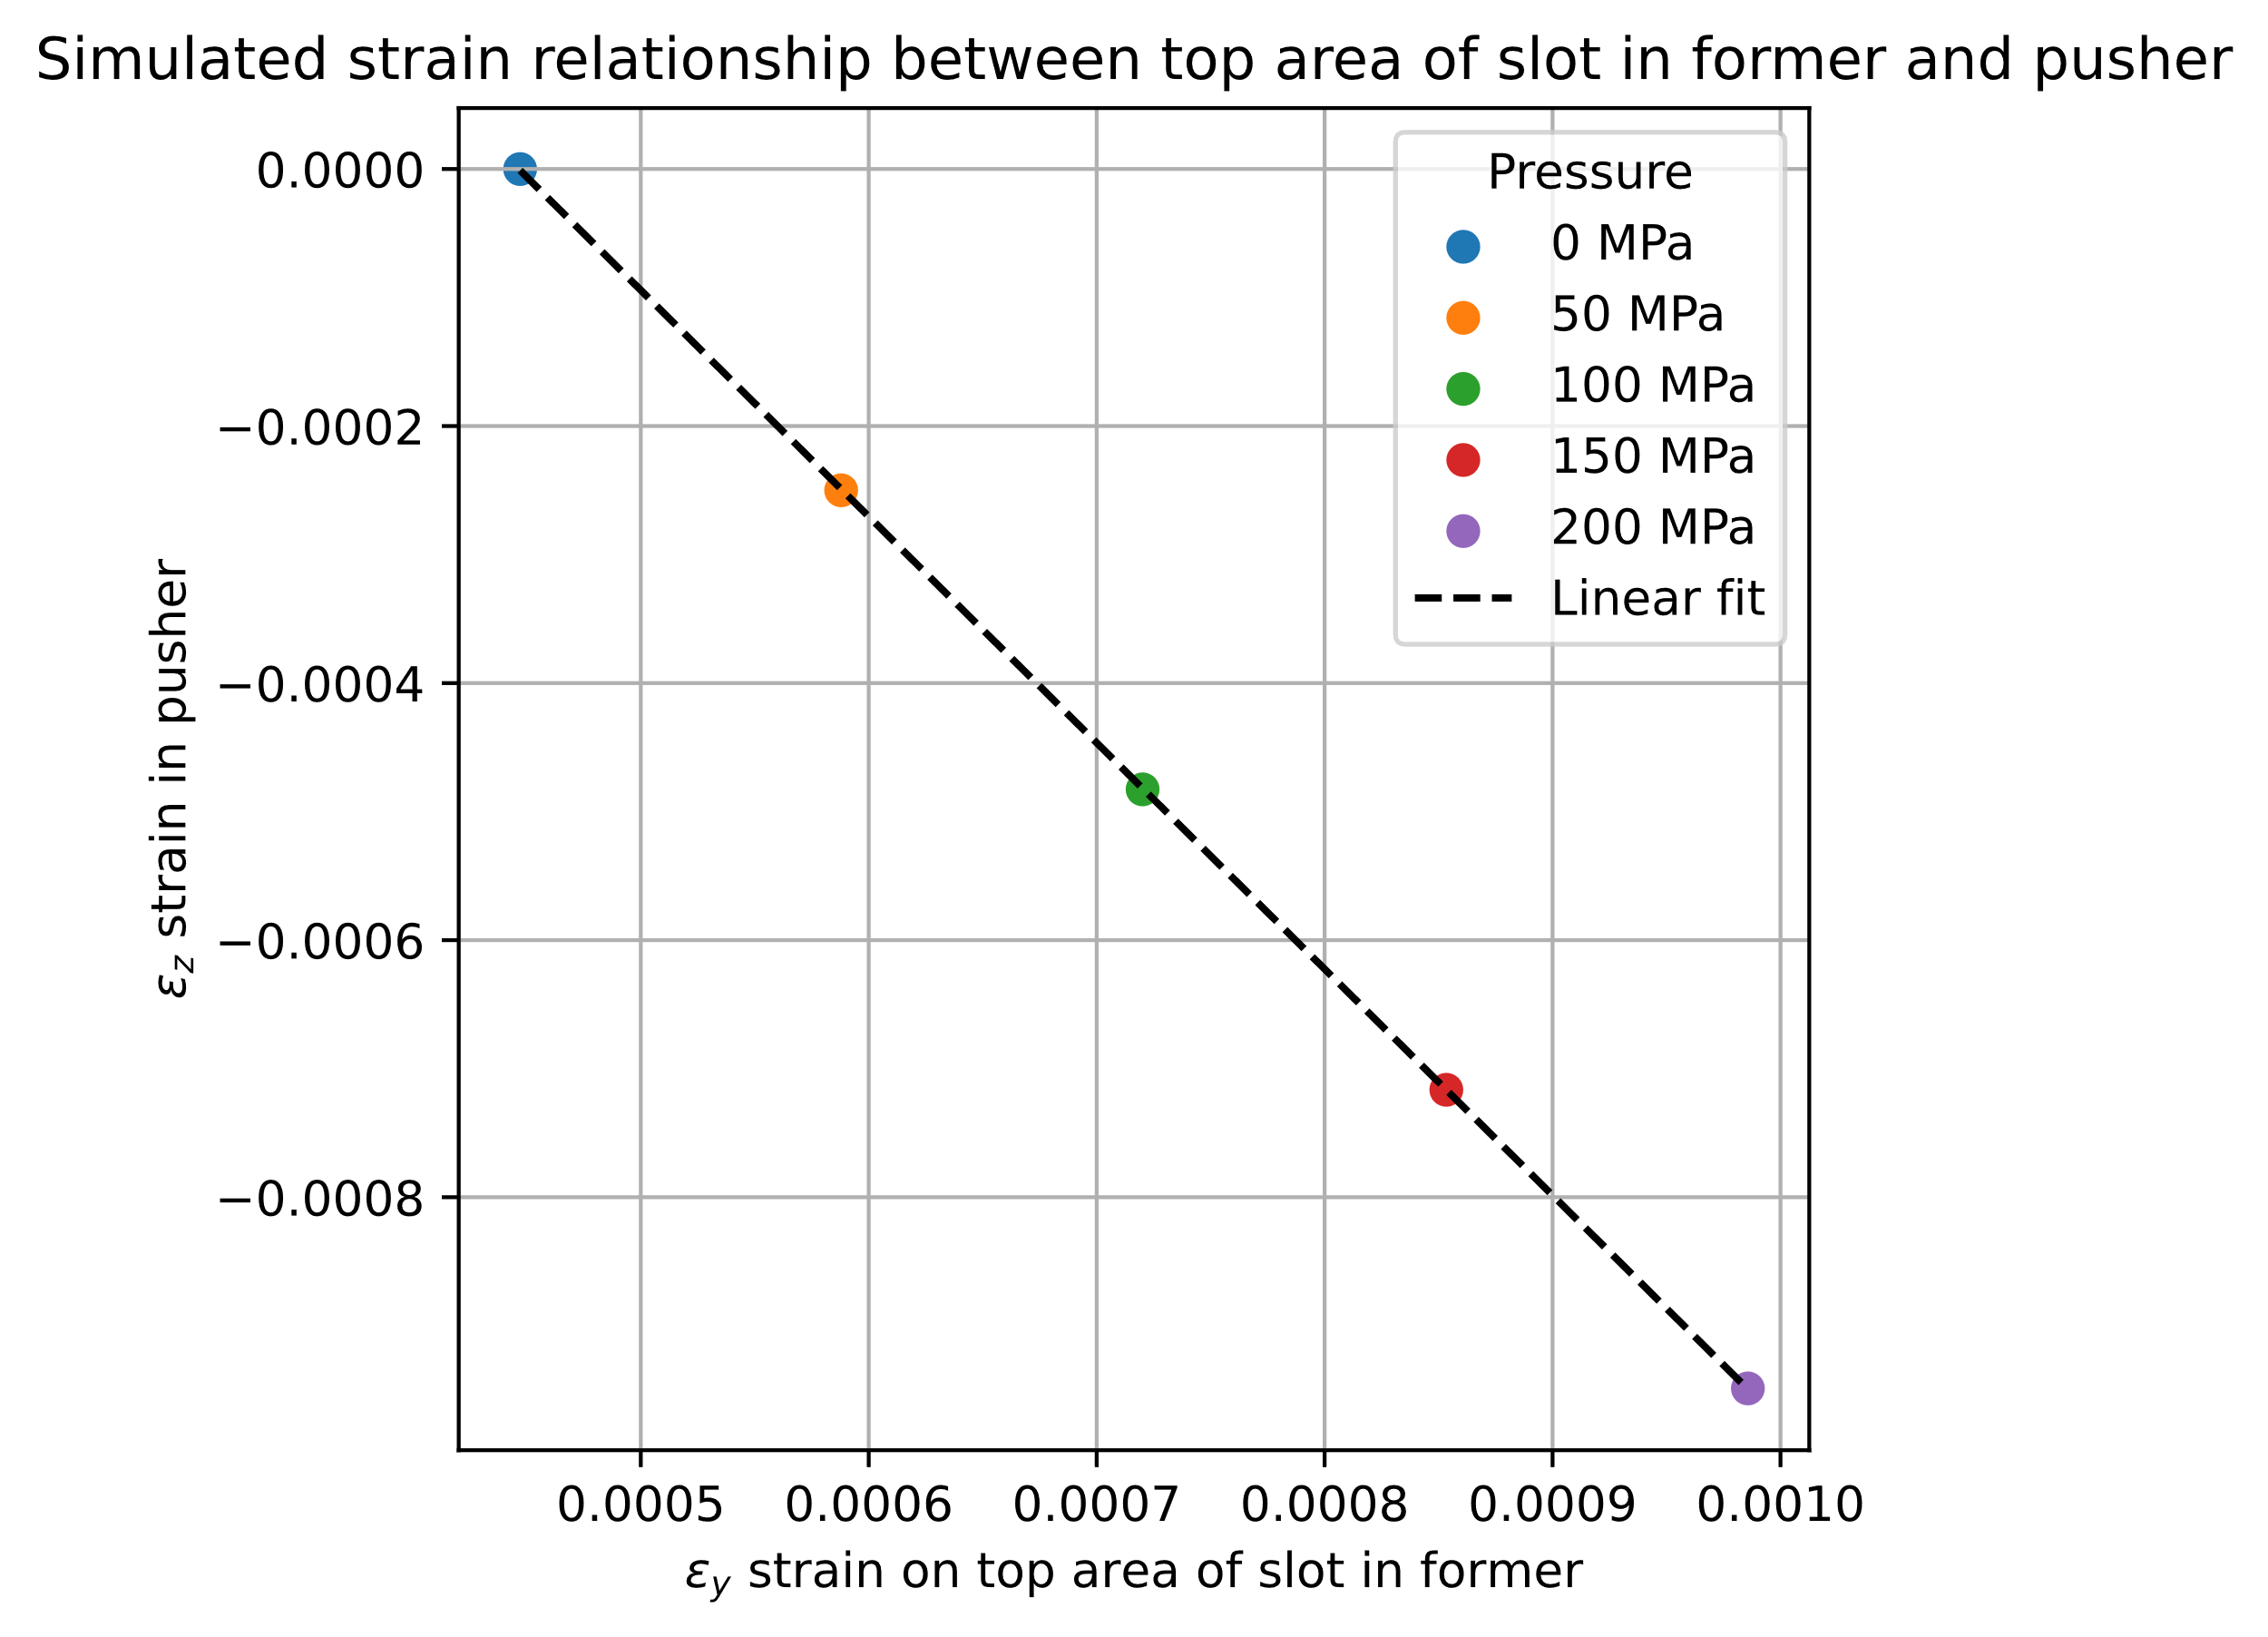 Simulated strain relationship between top area of slot in former and pusher
Pressure
0 MPa
50 MPa
100 MPa
150 MPa
200 MPa
Linear fit
0.0000
−0.0002
−0.0004
−0.0006
−0.0008
εz strain in pusher
0.0005 0.0006 0.0007 0.0008 0.0009 0.0010
εy strain on top area of slot in former